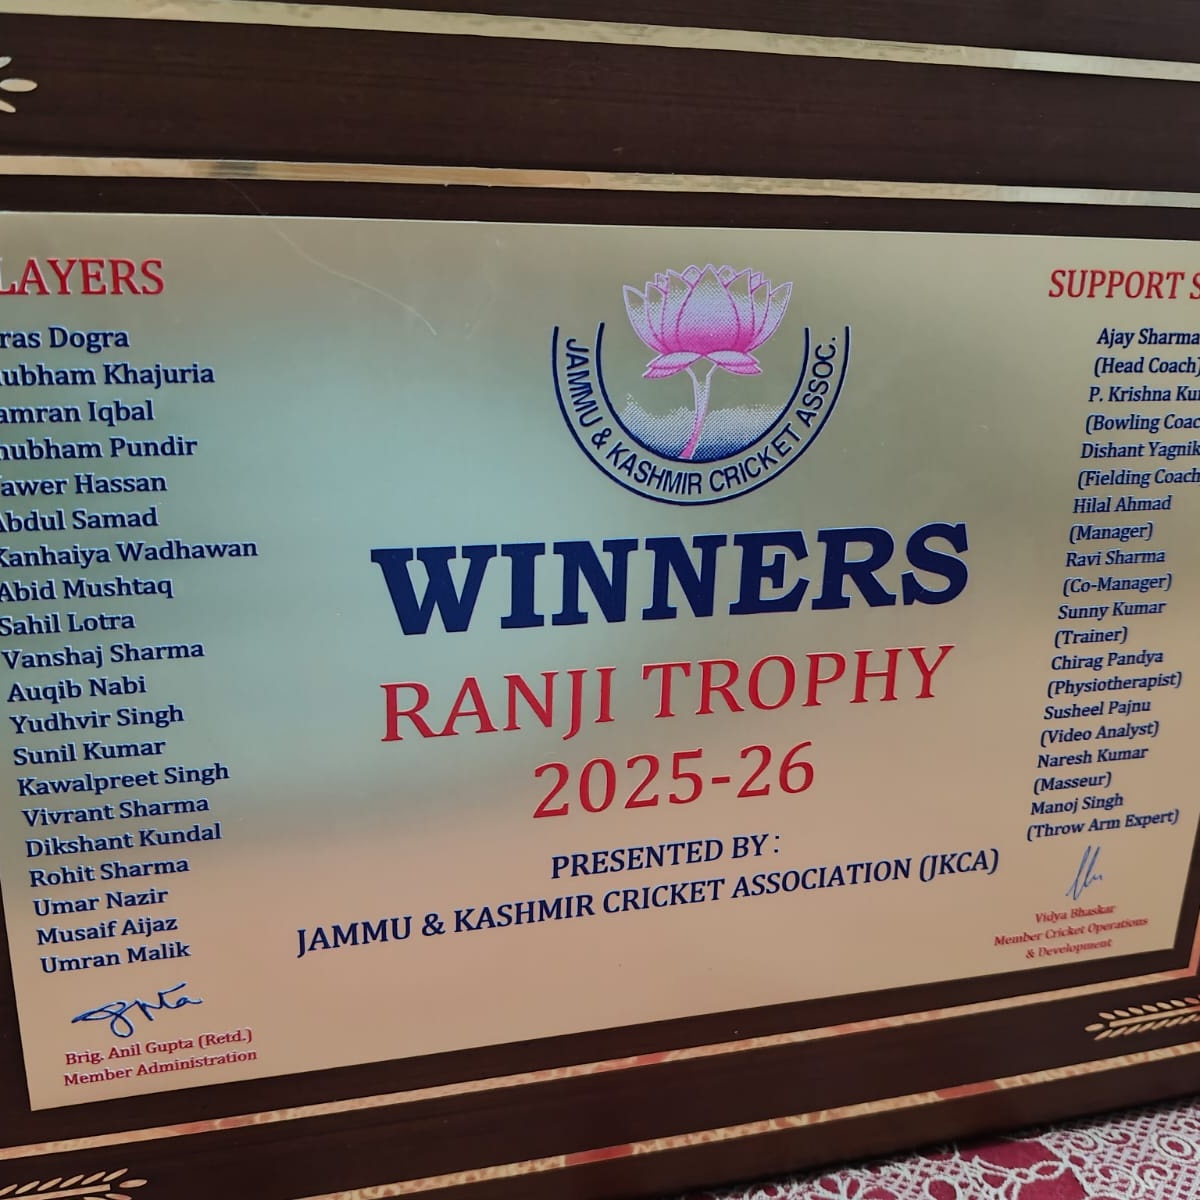 LAYERS
ras Dogra
ubham Khajuria
amran Iqbal
hubham Pundir
awer Hassan
Abdul Samad
Kanhaiya Wadhawan
Abid Mushtaq
Sahil Lotra
Vanshaj Sharma
Auqib Nabi
Yudhvir Singh
Sunil Kumar
Kawalpreet Singh
Vivrant Sharma
Dikshant Kundal
Rohit Sharma
Umar Nazir
Musaif Aijaz
Umran Malik
Brig. Anil Gupta (Retd.)
Member Administration
JAMMU & KASHMIR CRICKET ASSOC.
WINNERS
RANJI TROPHY
2025-26
PRESENTED BY :
JAMMU & KASHMIR CRICKET ASSOCIATION (JKCA)
SUPPORT S
Ajay Sharma
(Head Coach)
P. Krishna Ku
(Bowling Coac
Dishant Yagnik
(Fielding Coach
Hilal Ahmad
(Manager)
Ravi Sharma
(Co-Manager)
Sunny Kumar
(Trainer)
Chirag Pandya
(Physiotherapist)
Susheel Pajnu
(Video Analyst)
Naresh Kumar
(Masseur)
Manoj Singh
(Throw Arm Expert)
Vidya Bhaskar
Member Cricket Operations
& Development